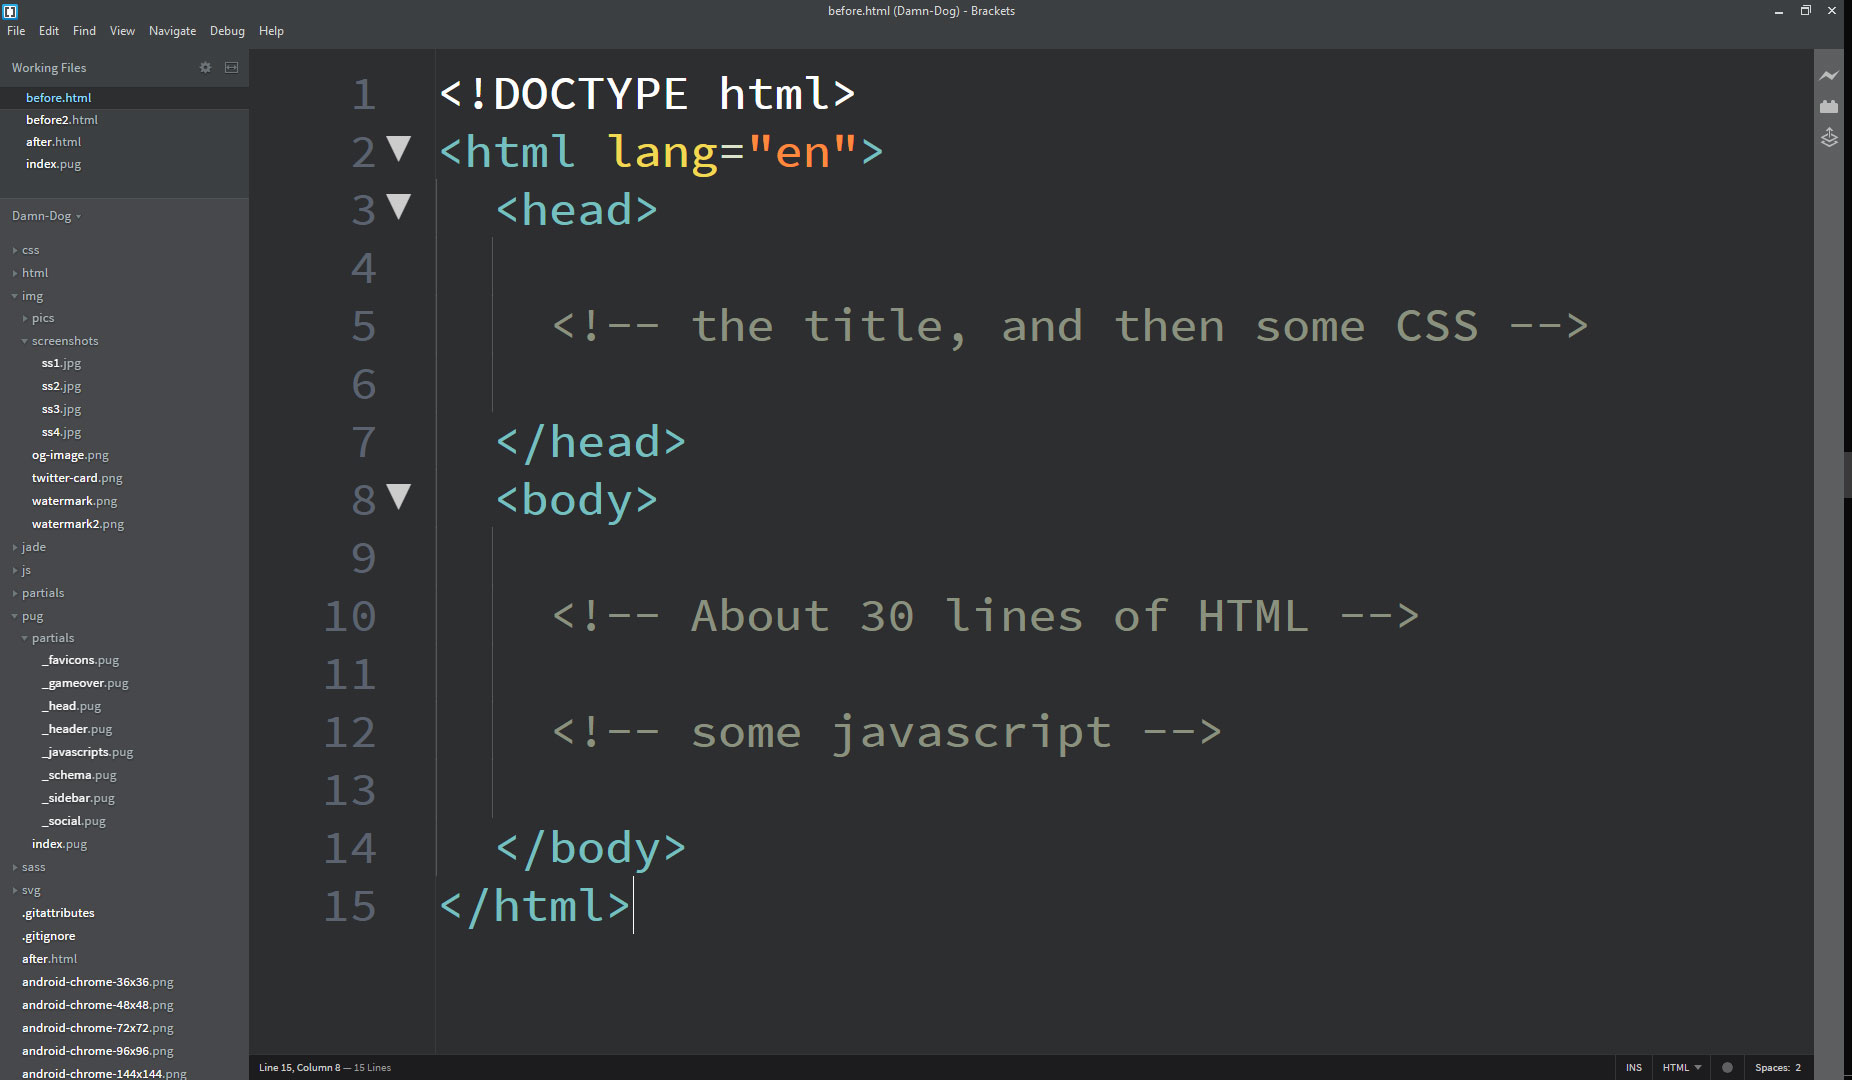 before.html (Damn-Dog) - Brackets
File Edit Find View Navigate Debug Help
Working Files
before.html
before2.html
after.html
index.pug
Damn-Dog
css
html
img
pics
screenshots
ss1.jpg
ss2.jpg
ss3.jpg
ss4.jpg
og-image.png
twitter-card.png
watermark.png
watermark2.png
jade
js
partials
pug
partials
_favicons.pug
_gameover.pug
_head.pug
_header.pug
_javascripts.pug
_schema.pug
_sidebar.pug
_social.pug
index.pug
sass
svg
.gitattributes
.gitignore
after.html
android-chrome-36x36.png
android-chrome-48x48.png
android-chrome-72x72.png
android-chrome-96x96.png
android-chrome-144x144.png
1 <!DOCTYPE html>
2 <html lang="en">
3 <head>
4
5 <!-- the title, and then some CSS -->
6
7 </head>
8 <body>
9
10 <!-- About 30 lines of HTML -->
11
12 <!-- some javascript -->
13
14 </body>
15 </html>
Line 15, Column 8 — 15 Lines
INS HTML Spaces: 2